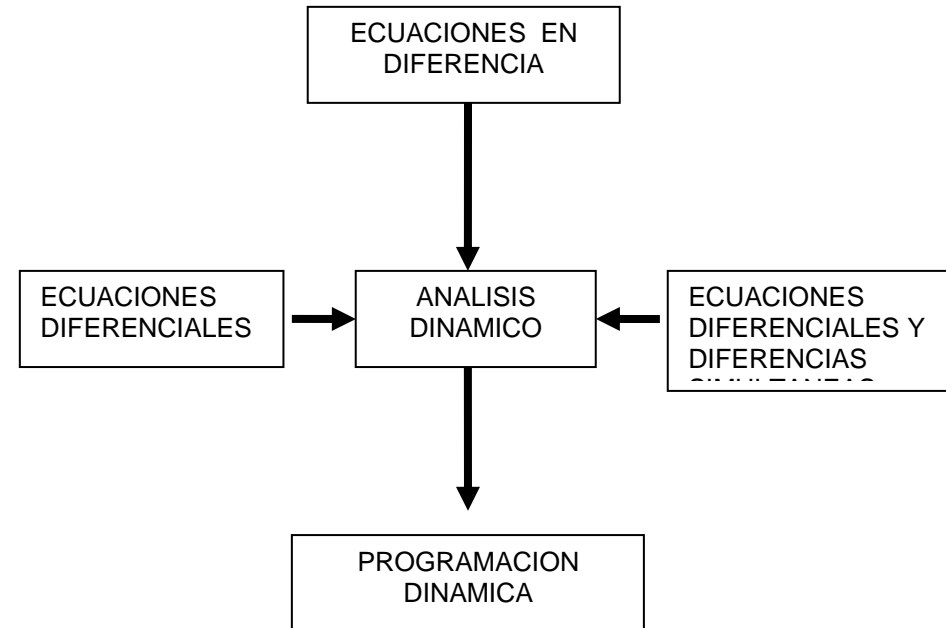 ECUACIONES EN
DIFERENCIA
ECUACIONES
DIFERENCIALES
ANALISIS
DINAMICO
ECUACIONES
DIFERENCIALES Y
DIFERENCIAS
PROGRAMACION
DINAMICA